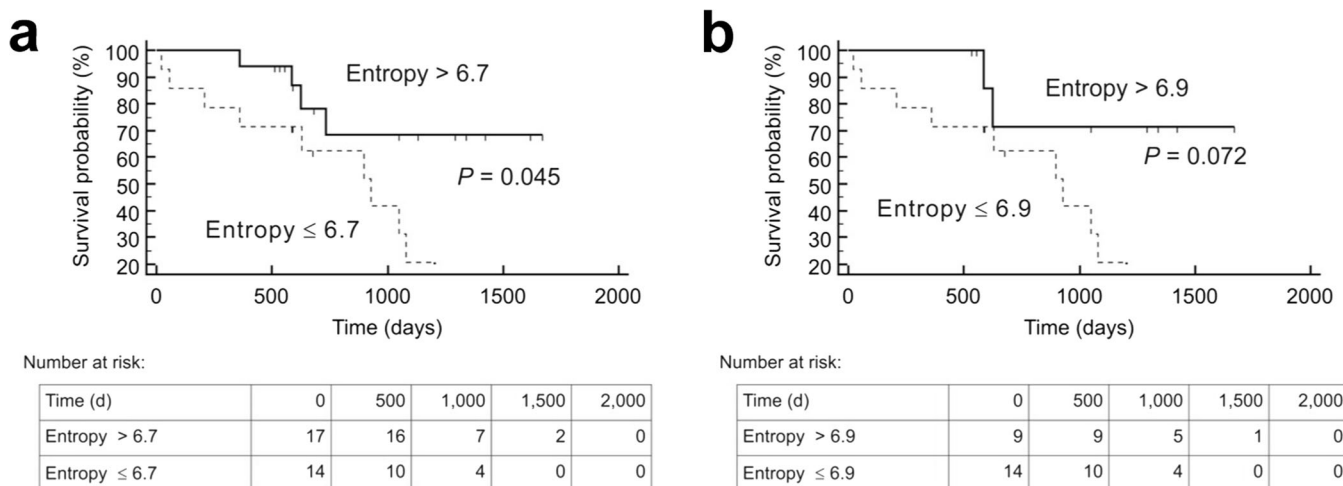 a
Survival probability (%)
100
90
80
70
60
50
40
30
20
Entropy > 6.7
P = 0.045
Entropy ≤ 6.7
0 500 1000 1500 2000
Time (days)
Number at risk:
Time (d) 0 500 1,000 1,500 2,000
Entropy > 6.7 17 16 7 2 0
Entropy ≤ 6.7 14 10 4 0 0
b
Survival probability (%)
100
90
80
70
60
50
40
30
20
Entropy > 6.9
P = 0.072
Entropy ≤ 6.9
0 500 1000 1500 2000
Time (days)
Number at risk:
Time (d) 0 500 1,000 1,500 2,000
Entropy > 6.9 9 9 5 1 0
Entropy ≤ 6.9 14 10 4 0 0